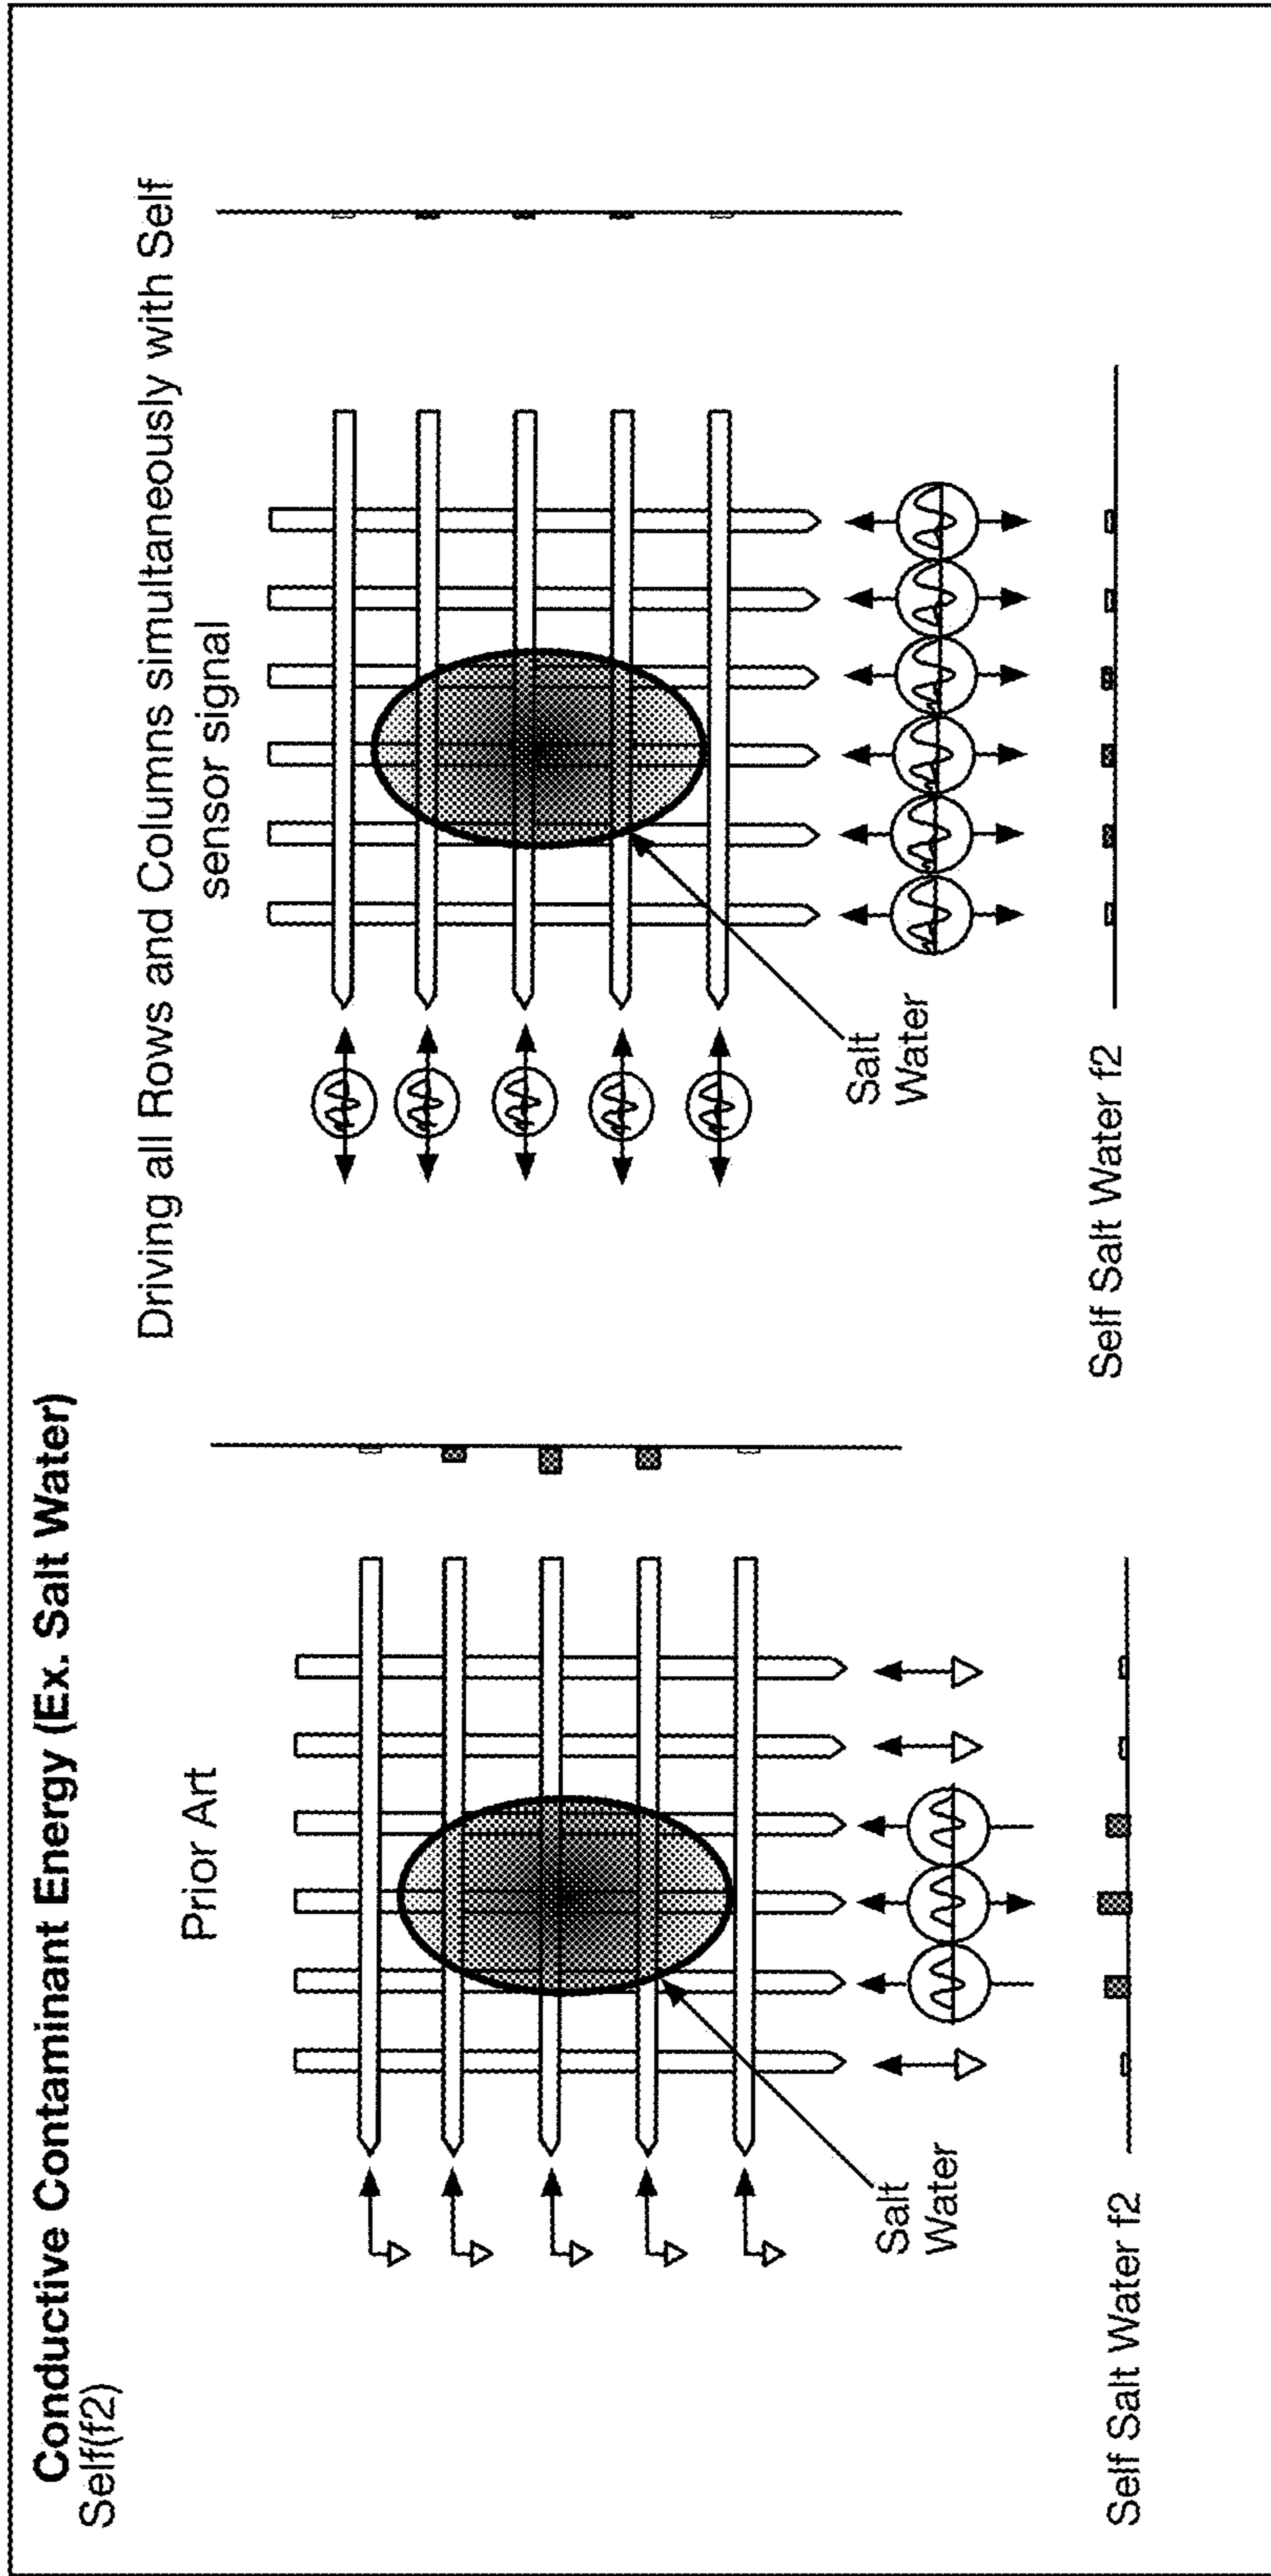 Conductive Contaminant Energy (Ex. Salt Water)
Self(f2)
Prior Art
Salt
Water
Self Salt Water f2
Driving all Rows and Columns simultaneously with Self
sensor signal
Salt
Water
Self Salt Water f2